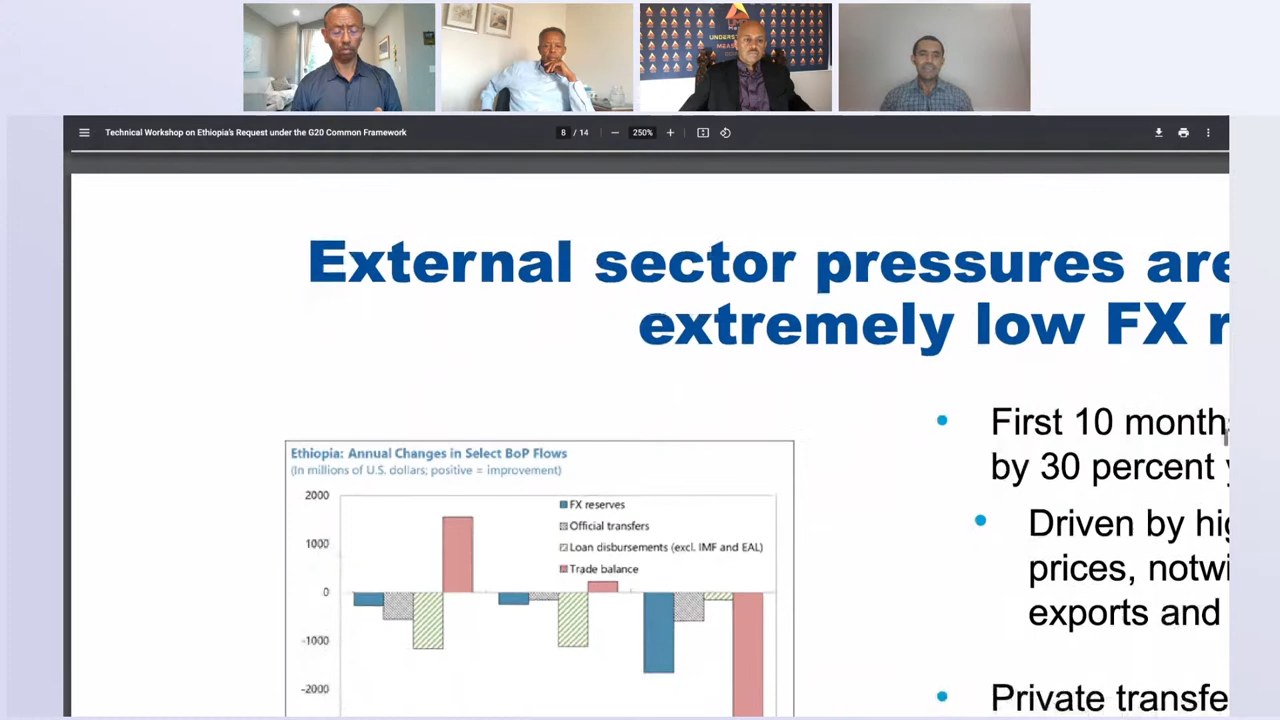 UNDERSTA
MEASU
Technical Workshop on Ethiopia's Request under the G20 Common Framework
8 / 14
250%
External sector pressures are
extremely low FX r
Ethiopia: Annual Changes in Select BoP Flows
(In millions of U.S. dollars; positive = improvement)
2000
1000
0
-1000
-2000
FX reserves
Official transfers
Loan disbursements (excl. IMF and EAL)
Trade balance
First 10 months
by 30 percent y
Driven by hig
prices, notwi
exports and
Private transfe